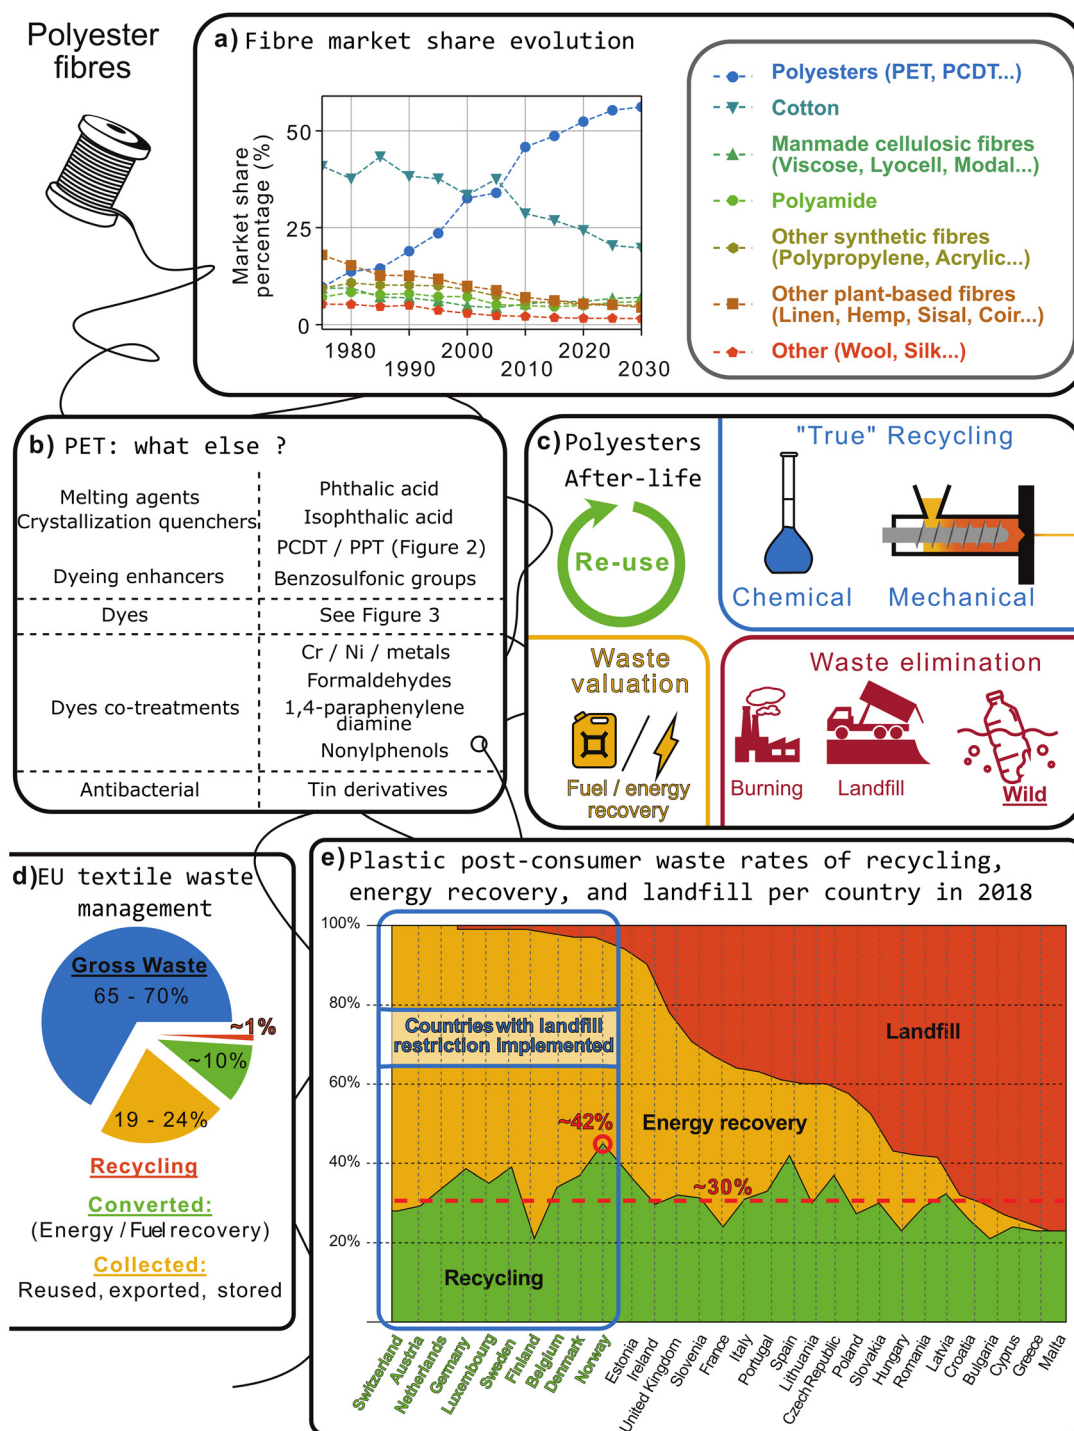 Polyester
fibres
a) Fibre market share evolution
Market share
percentage (%)
50
25
0
1980
1990
2000
2010
2020
2030
Polyesters (PET, PCDT...)
Cotton
Manmade cellulosic fibres
(Viscose, Lyocell, Modal...)
Polyamide
Other synthetic fibres
(Polypropylene, Acrylic...)
Other plant-based fibres
(Linen, Hemp, Sisal, Coir...)
Other (Wool, Silk...)
b) PET: what else ?
Melting agents
Crystallization quenchers
Phthalic acid
Isophthalic acid
PCDT / PPT (Figure 2)
Dyeing enhancers
Benzosulfonic groups
Dyes
See Figure 3
Dyes co-treatments
Cr / Ni / metals
Formaldehydes
1,4-paraphenylene
diamine
Nonylphenols
Antibacterial
Tin derivatives
c) Polyesters
After-life
Re-use
"True" Recycling
Chemical
Mechanical
Waste
valuation
Fuel / energy
recovery
Waste elimination
Burning
Landfill
Wild
d) EU textile waste
management
Gross Waste
65 - 70%
~1%
~10%
19 - 24%
Recycling
Converted:
(Energy / Fuel recovery)
Collected:
Reused, exported, stored
e) Plastic post-consumer waste rates of recycling,
energy recovery, and landfill per country in 2018
100%
80%
60%
40%
20%
Countries with landfill
restriction implemented
Landfill
Energy recovery
~42%
~30%
Recycling
Switzerland
Austria
Netherlands
Germany
Luxembourg
Sweden
Finland
Belgium
Denmark
Norway
Estonia
Ireland
United Kingdom
Slovenia
France
Italy
Portugal
Spain
Lithuania
Czech Republic
Poland
Slovakia
Hungary
Romania
Latvia
Croatia
Bulgaria
Cyprus
Greece
Malta